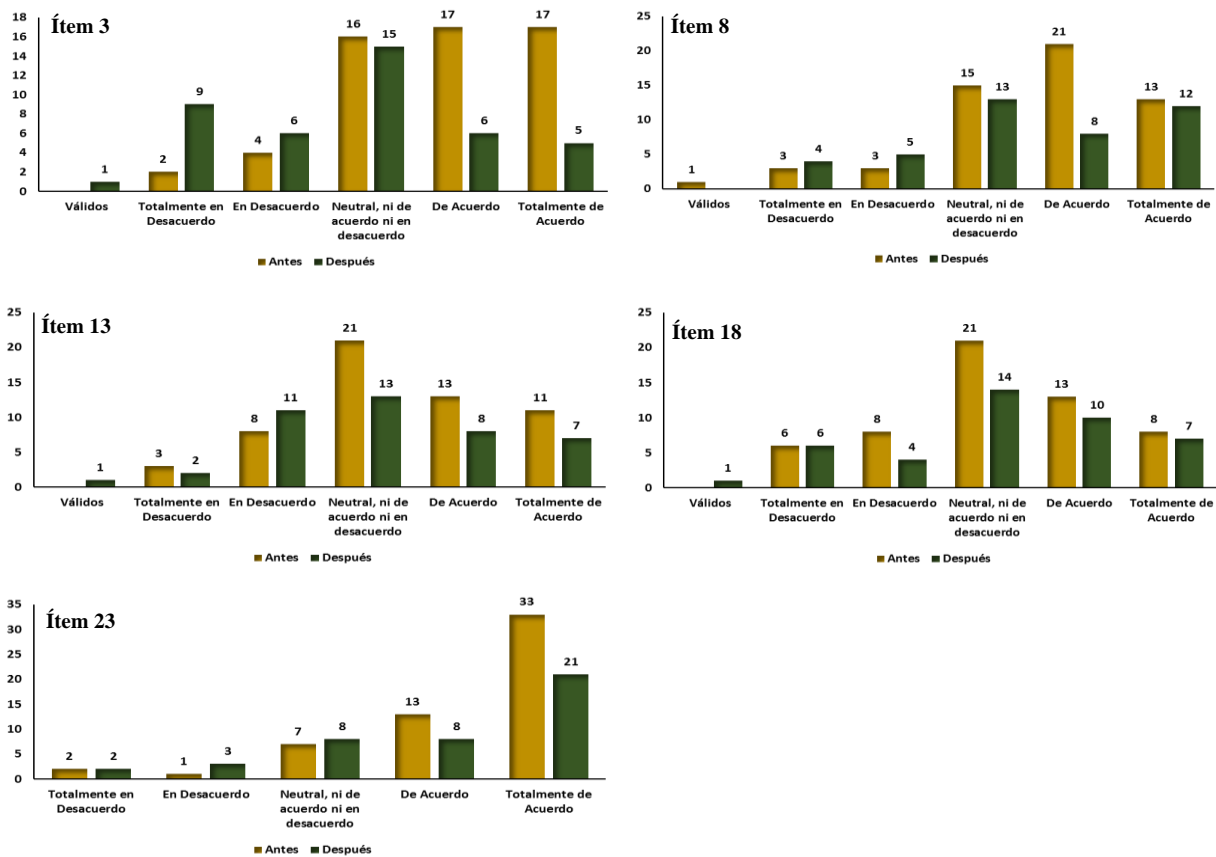 Ítem 3
18
16
14
12
10
8
6
4
2
0
1
2
9
4
6
16
15
17
6
17
5
Válidos
Totalmente en
Desacuerdo
En Desacuerdo
Neutral, ni de
acuerdo ni en
desacuerdo
De Acuerdo
Totalmente de
Acuerdo
Antes
Después
Ítem 8
25
20
15
10
5
0
1
3
4
3
5
15
13
21
8
13
12
Válidos
Totalmente en
Desacuerdo
En Desacuerdo
Neutral, ni de
acuerdo ni en
desacuerdo
De Acuerdo
Totalmente de
Acuerdo
Antes
Después
Ítem 13
25
20
15
10
5
0
1
3
2
8
11
21
13
13
8
11
7
Válidos
Totalmente en
Desacuerdo
En Desacuerdo
Neutral, ni de
acuerdo ni en
desacuerdo
De Acuerdo
Totalmente de
Acuerdo
Antes
Después
Ítem 18
25
20
15
10
5
0
1
6
6
8
4
21
14
13
10
8
7
Válidos
Totalmente en
Desacuerdo
En Desacuerdo
Neutral, ni de
acuerdo ni en
desacuerdo
De Acuerdo
Totalmente de
Acuerdo
Antes
Después
Ítem 23
35
30
25
20
15
10
5
0
2
2
1
3
7
8
13
8
33
21
Totalmente en
Desacuerdo
En Desacuerdo
Neutral, ni de
acuerdo ni en
desacuerdo
De Acuerdo
Totalmente de
Acuerdo
Antes
Después